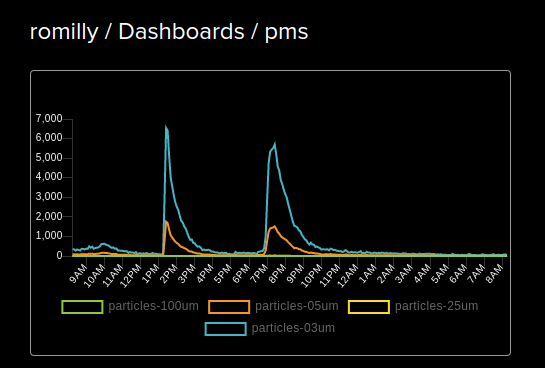 romilly / Dashboards / pms
7,000
6,000
5,000
4,000
3,000
2,000
1,000
0
9AM 10AM 11AM 12PM 1PM 2PM 3PM 4PM 5PM 6PM 7PM 8PM 9PM 10PM 11PM 12PM 12AM 1AM 2AM 3AM 4AM 5AM 6AM 7AM 8AM
particles-100um particles-05um particles-25um
particles-03um